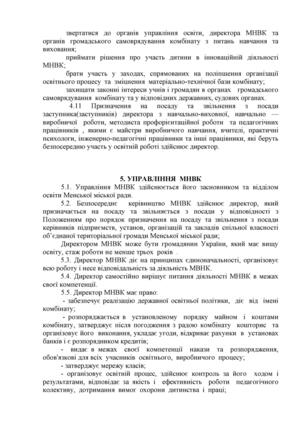 звертатися до органів управління освіти, директора МНВК та
органів громадського самоврядування комбінату з питань навчання та
виховання;
приймати рішення про участь дитини в інноваційній діяльності
МНВК;
брати участь у заходах, спрямованих на поліпшення організації
освітнього процесу та зміцнення матеріально-технічної бази комбінату;
захищати законні інтереси учнів і громадян в органах громадського
самоврядування комбінату та у відповідних державних, судових органах.
4.11 Призначення на посаду та звільнення з посади
заступника(заступників) директора з навчально-виховної, навчально —
виробничої роботи, методиста профорієнтаційної роботи та педагогічних
працівників , якими є майстри виробничого навчання, вчителі, практичні
психологи, інженерно-педагогічні працівники та інші працівники, які беруть
безпосередню участь у освітній роботі здійснює директор.
5. УПРАВЛІННЯ МНВК
5.1. Управління МНВК здійснюється його засновником та відділом
освіти Менської міської ради.
5.2. Безпосереднє керівництво МНВК здійснює директор, який
призначається на посаду та звільняється з посади у відповідності з
Положенням про порядок призначення на посаду та звільнення з посади
керівників підприємств, установ, організацій та закладів спільної власності
об'єднаної територіальної громади Менської міської ради;
Директором МНВК може бути громадянин України, який має вищу
освіту, стаж роботи не менше трьох років
5.3. Директор МНВК діє на принципах єдиноначальності, організовує
всю роботу і несе відповідальність за діяльність МНВК.
5.4. Директор самостійно вирішує питання діяльності МНВК в межах
своєї компетенції.
5.5. Директор МНВК має право:
- забезпечує реалізацію державної освітньої політики, діє від імені
комбінату;
- розпоряджається в установленому порядку майном і коштами
комбінату, затверджує після погодження з радою комбінату кошторис та
організовує його виконання, укладає угоди, відкриває рахунки в установах
банків і є розпорядником кредитів;
- видає в межах своєї компетенції накази та розпорядження,
обов'язкові для всіх учасників освітнього, виробничого процесу;
- затверджує мережу класів;
- організовує освітній процес, здійснює контроль за його ходом і
результатами, відповідає за якість і ефективність роботи педагогічного
колективу, дотримання вимог охорони дитинства і праці;